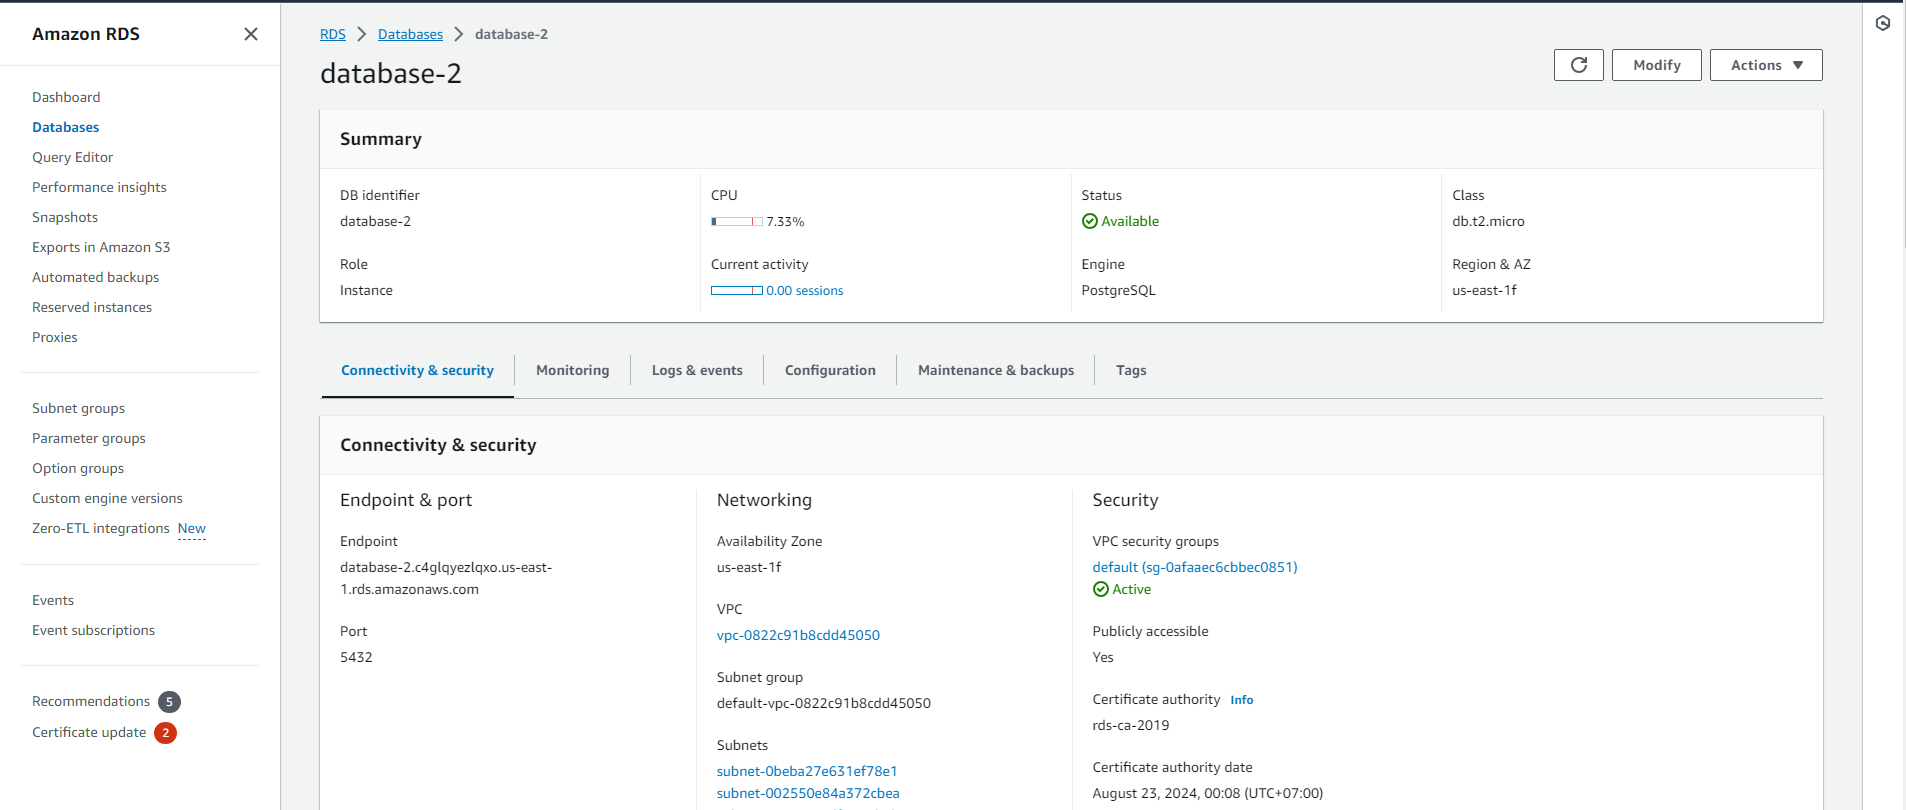 Amazon RDS
Dashboard
Databases
Query Editor
Performance insights
Snapshots
Exports in Amazon S3
Automated backups
Reserved instances
Proxies
Subnet groups
Parameter groups
Option groups
Custom engine versions
Zero-ETL integrations New
Events
Event subscriptions
Recommendations 5
Certificate update 2
RDS Databases database-2
database-2
Modify
Actions
Summary
DB identifier
database-2
Role
Instance
CPU
7.33%
Current activity
0.00 sessions
Status
Available
Engine
PostgreSQL
Class
db.t2.micro
Region & AZ
us-east-1f
Connectivity & security
Monitoring
Logs & events
Configuration
Maintenance & backups
Tags
Connectivity & security
Endpoint & port
Endpoint
database-2.c4glqyezlqxo.us-east-
1.rds.amazonaws.com
Port
5432
Networking
Availability Zone
us-east-1f
VPC
vpc-0822c91b8cdd45050
Subnet group
default-vpc-0822c91b8cdd45050
Subnets
subnet-0beba27e631ef78e1
subnet-002550e84a372cbea
Security
VPC security groups
default (sg-0afaaec6cbbec0851)
Active
Publicly accessible
Yes
Certificate authority Info
rds-ca-2019
Certificate authority date
August 23, 2024, 00:08 (UTC+07:00)